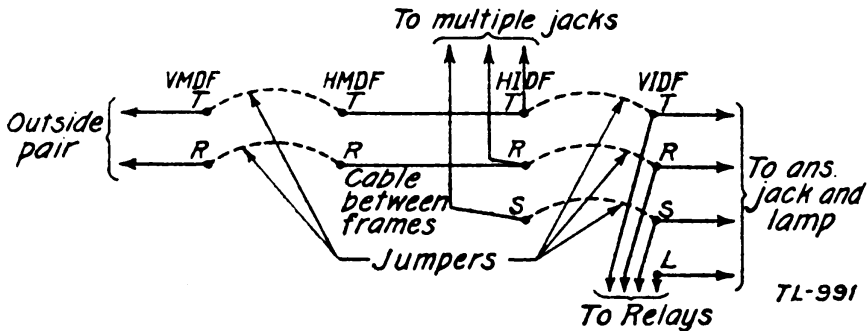 To multiple jacks
VMDF HMDF HIDF VIDF
T T T T
Outside
pair
R R R R
Cable
between
frames
S S
To ans.
jack and
lamp
Jumpers
L
TL-991
To Relays